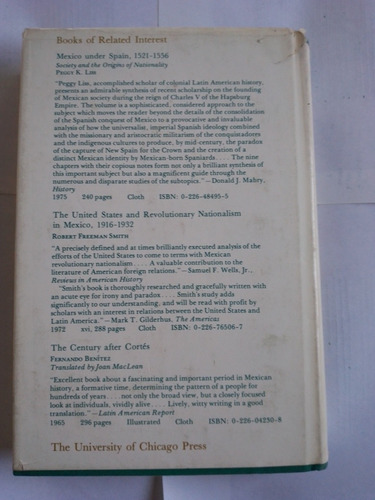 Books of Related Interest
Mexico under Spain, 1521-1556
Society and the Origins of Nationality
PEGGY K. LISS
"Peggy Liss, accomplished scholar of colonial Latin American history,
presents an admirable synthesis of recent scholarship on the founding
of Mexican society during the reign of Charles V of the Hapsburg
Empire. The volume is a sophisticated, considered approach to the
subject which moves the reader beyond the details of the consolidation
of the Spanish conquest of Mexico to a provocative and invaluable
analysis of how the universalist, imperial Spanish ideology combined
with the missionary and aristocratic militarism of the conquistadores
and the indigenous cultures to produce, by mid-century, the paradox
of the capture of New Spain for the Crown and the creation of a
distinct Mexican identity by Mexican-born Spaniards. . . . The nine
chapters with their copious notes form not only a brilliant synthesis of
this important subject but also a magnificent guide through the
numerous and disparate studies of the subtopics."—Donald J. Mabry,
History
1975 240 pages Cloth ISBN: 0-226-48495-5
The United States and Revolutionary Nationalism
in Mexico, 1916-1932
ROBERT FREEMAN SMITH
"A precisely defined and at times brilliantly executed analysis of the
efforts of the United States to come to terms with Mexican
revolutionary nationalism. . . . A valuable contribution to the
literature of American foreign relations."—Samuel F. Wells, Jr.,
Reviews in American History
"Smith's book is thoroughly researched and gracefully written with
an acute eye for irony and paradox. . . . Smith's study adds
significantly to our understanding, and will be read with profit by
scholars with an interest in relations between the United States and
Latin America."—Mark T. Gilderhus, The Americas
1972 xvi, 288 pages Cloth ISBN: 0-226-76506-7
The Century after Cortés
FERNANDO BENÍTEZ
Translated by Joan MacLean
"Excellent book about a fascinating and important period in Mexican
history, a formative time, determining the pattern of a people for
hundreds of years . . . . not only the broad view, but a closely focused
look at individuals, vividly alive . . . . Lively, witty writing in a good
translation."—Latin American Report
1965 296 pages Illustrated Cloth ISBN: 0-226-04250-8
The University of Chicago Press